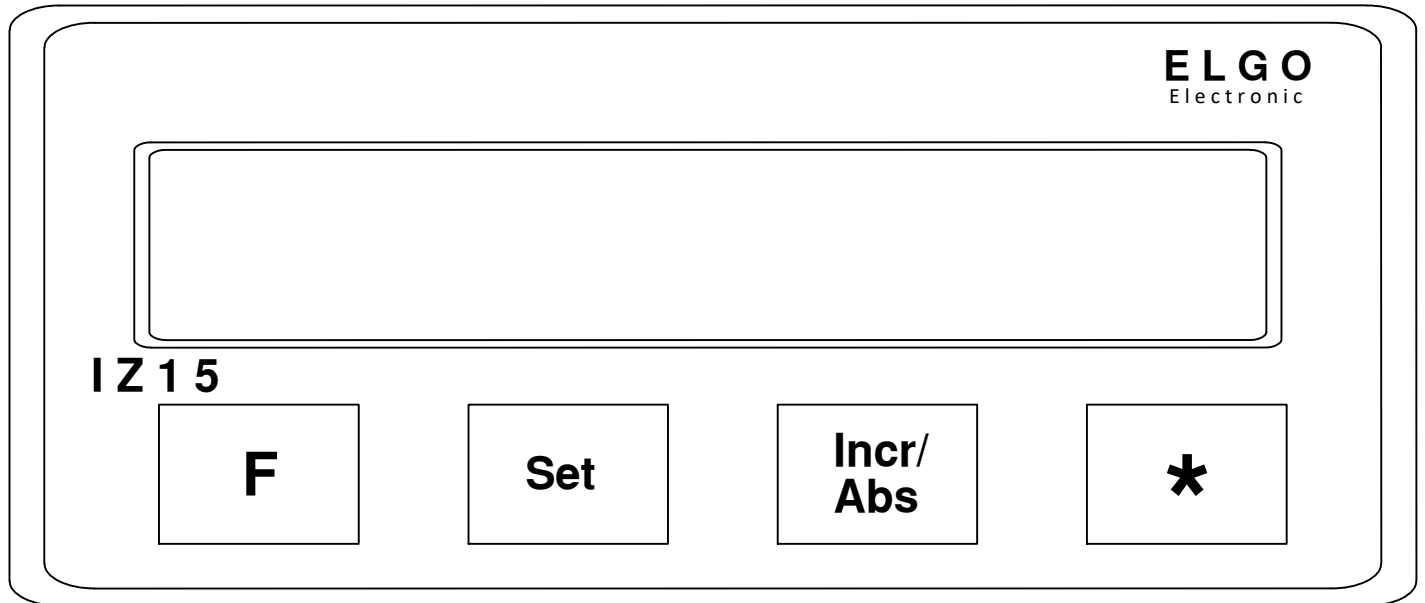 ELGO
Electronic
IZ15
F
Set
Incr/
Abs
*